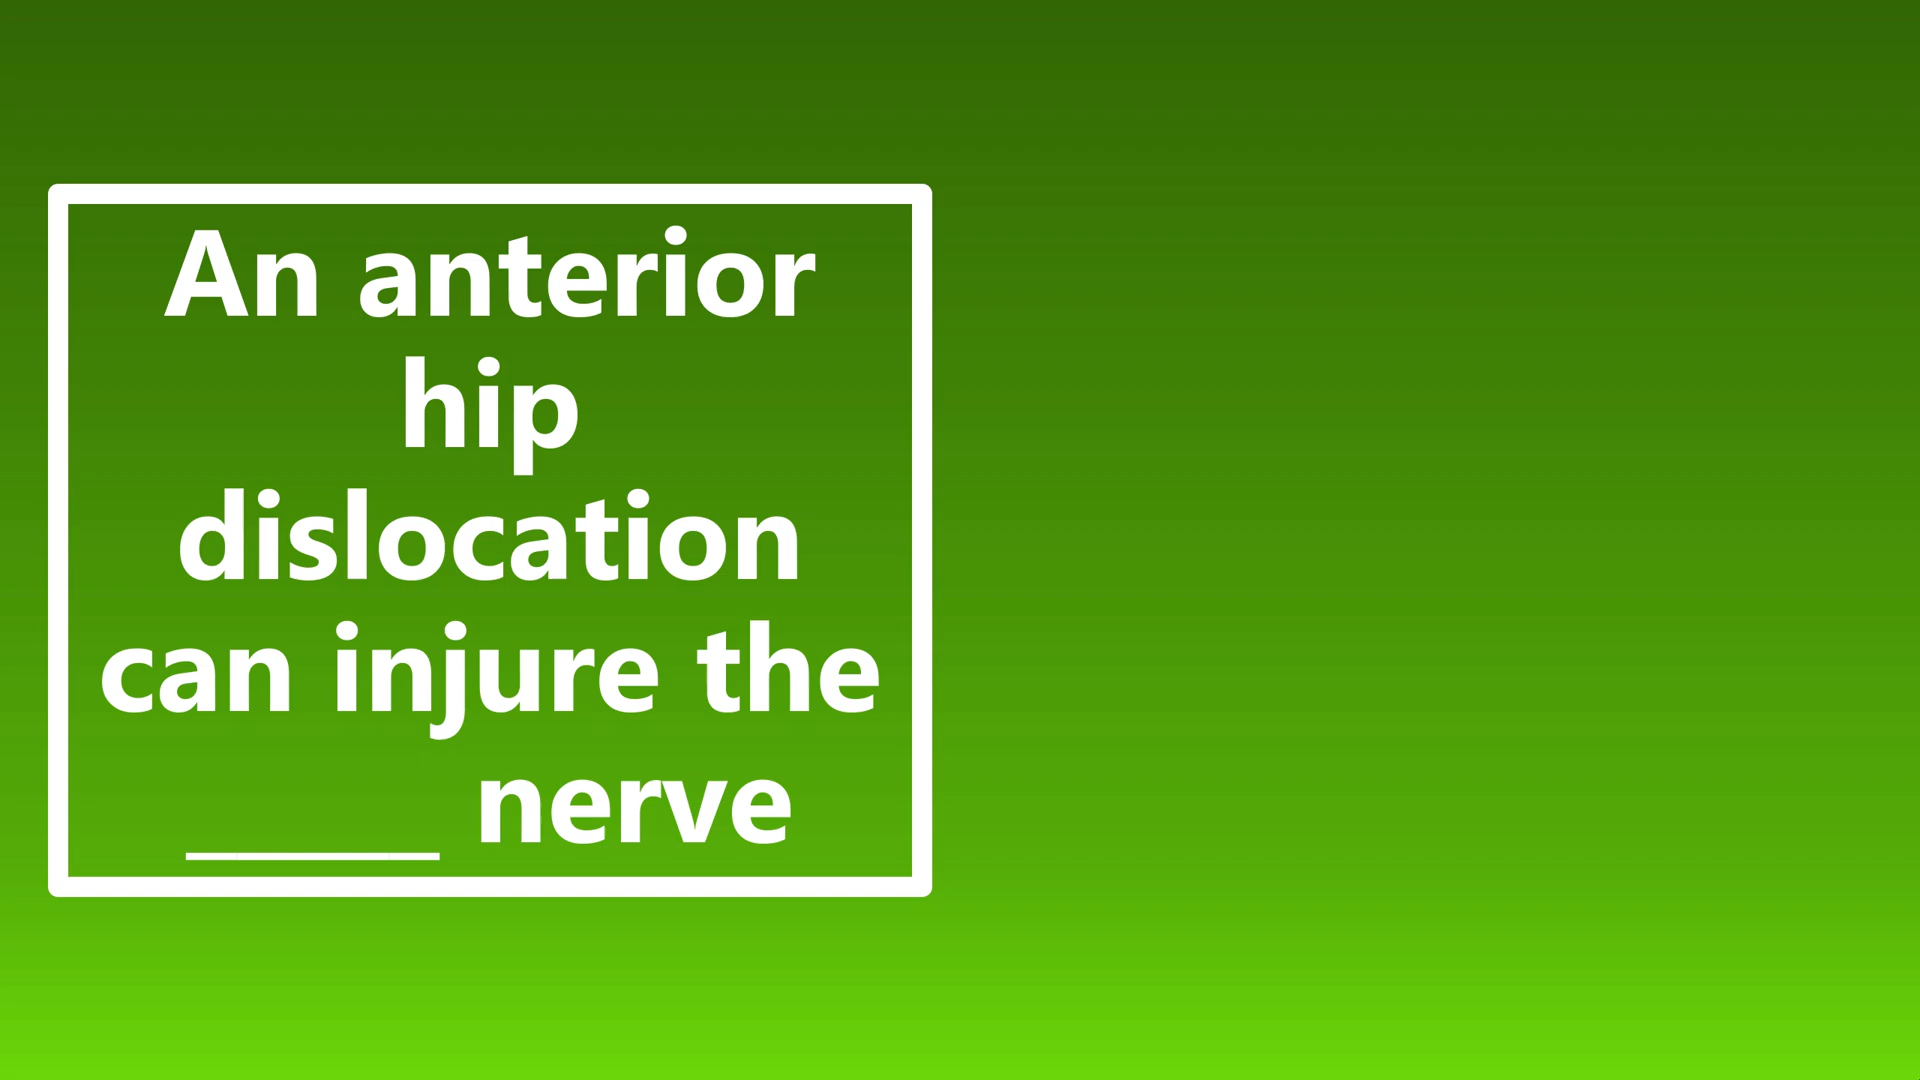 An anterior
hip
dislocation
can injure the
_____ nerve